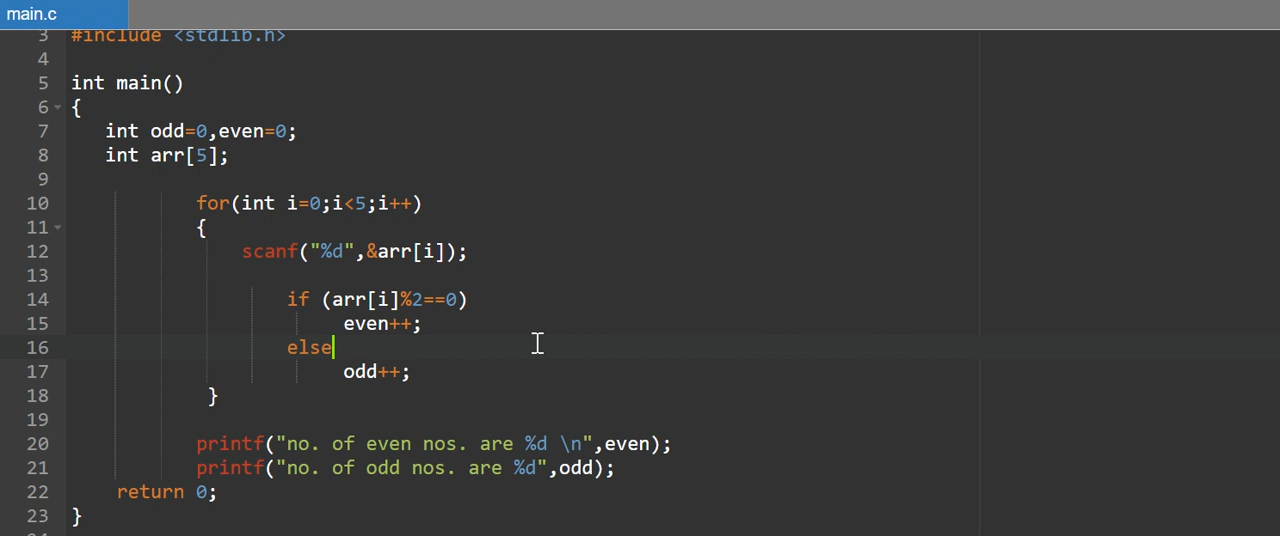 main.c
3 #include <stdlib.h>
4
5 int main()
6 {
7 int odd=0,even=0;
8 int arr[5];
9
10 for(int i=0;i<5;i++)
11 {
12 scanf("%d",&arr[i]);
13
14 if (arr[i]%2==0)
15 even++;
16 else
17 odd++;
18 }
19
20 printf("no. of even nos. are %d \n",even);
21 printf("no. of odd nos. are %d",odd);
22 return 0;
23 }
24